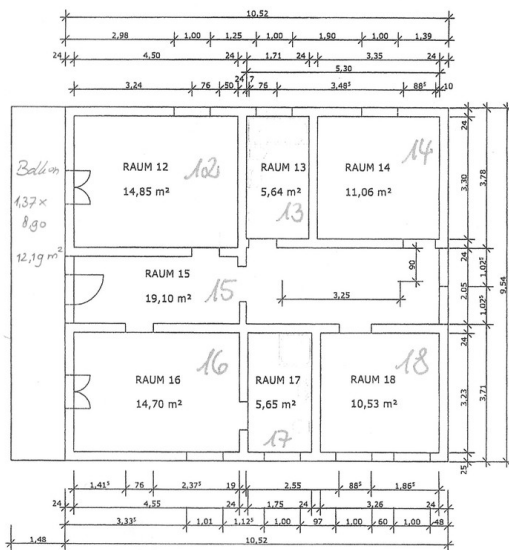 10,52
2,98 1,00 1,25 1,00 1,90 1,00 1,39
24 4,50 24 1,71 24 3,35 24
5,30
3,24 76 50 24 7 76 3,48⁵ 88⁵ 10
Balkon
1,37 ×
8,90
12,19 m²
RAUM 12 12
14,85 m²
RAUM 13
5,64 m²
13
RAUM 14 14
11,06 m²
RAUM 15
19,10 m² 15
3,25
90
RAUM 16 16
14,70 m²
RAUM 17
5,65 m²
17
RAUM 18 18
10,53 m²
24 3,30 24 2,05 24 3,23 25
3,78 1,02⁵ 1,02⁵ 3,71
9,54
1,41⁵ 76 2,37⁵ 19 2,55 88⁵ 1,86⁵
24 4,55 24 1,75 24 3,26 24
3,33⁵ 1,01 1,12⁵ 1,00 97 1,00 60 1,00 48
1,48 10,52